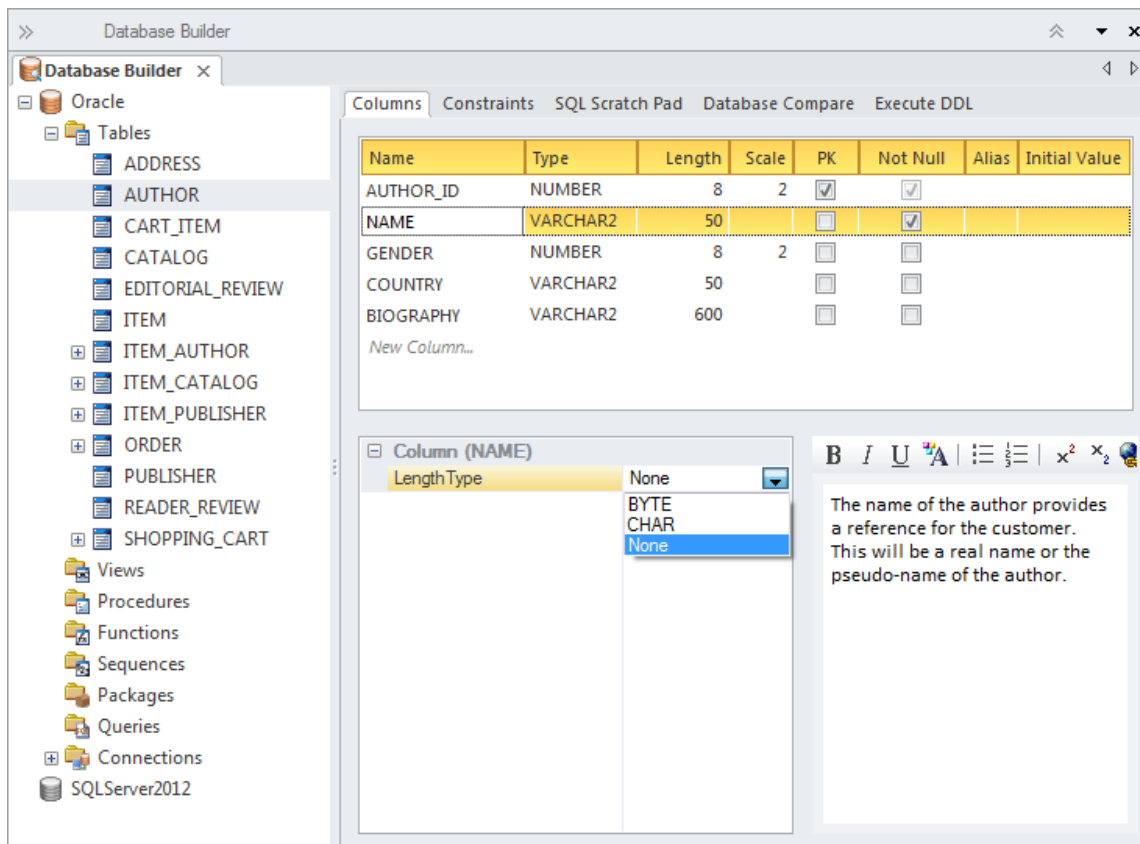 Database Builder
Database Builder
Oracle
Tables
ADDRESS
AUTHOR
CART_ITEM
CATALOG
EDITORIAL_REVIEW
ITEM
ITEM_AUTHOR
ITEM_CATALOG
ITEM_PUBLISHER
ORDER
PUBLISHER
READER_REVIEW
SHOPPING_CART
Views
Procedures
Functions
Sequences
Packages
Queries
Connections
SQLServer2012
Columns Constraints SQL Scratch Pad Database Compare Execute DDL
Name Type Length Scale PK Not Null Alias Initial Value
AUTHOR_ID NUMBER 8 2
NAME VARCHAR2 50
GENDER NUMBER 8 2
COUNTRY VARCHAR2 50
BIOGRAPHY VARCHAR2 600
New Column...
Column (NAME)
LengthType None
BYTE
CHAR
None
B I U A x² x₂
The name of the author provides
a reference for the customer.
This will be a real name or the
pseudo-name of the author.